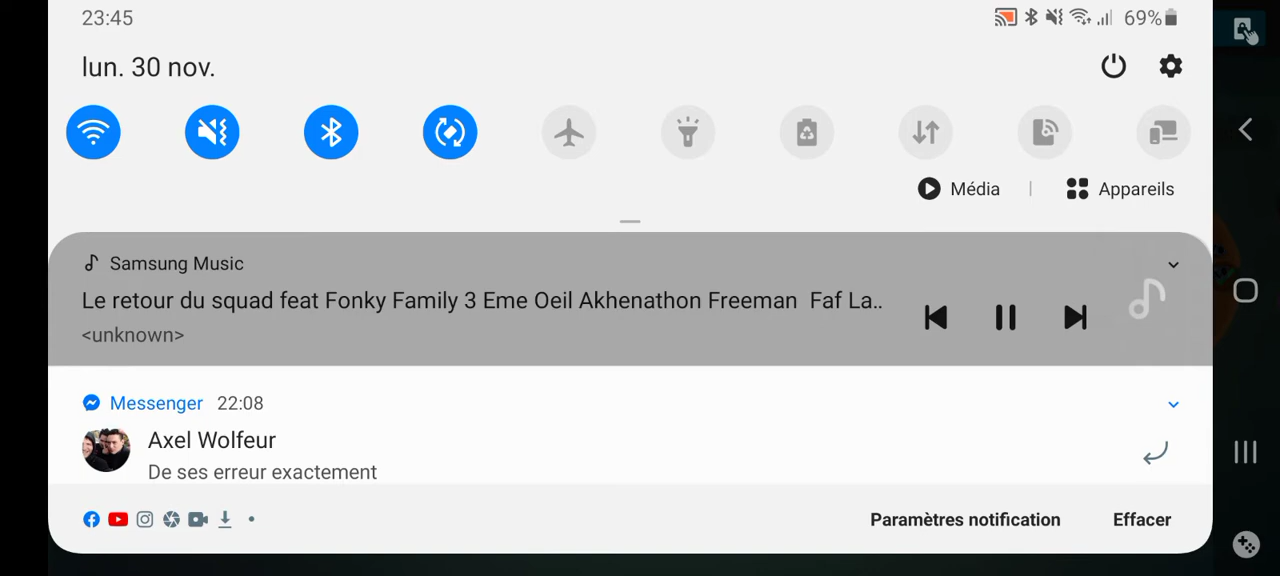 23:45
69%
lun. 30 nov.
Média | Appareils
Samsung Music
Le retour du squad feat Fonky Family 3 Eme Oeil Akhenathon Freeman  Faf La..
<unknown>
Messenger 22:08
Axel Wolfeur
De ses erreur exactement
Paramètres notification
Effacer